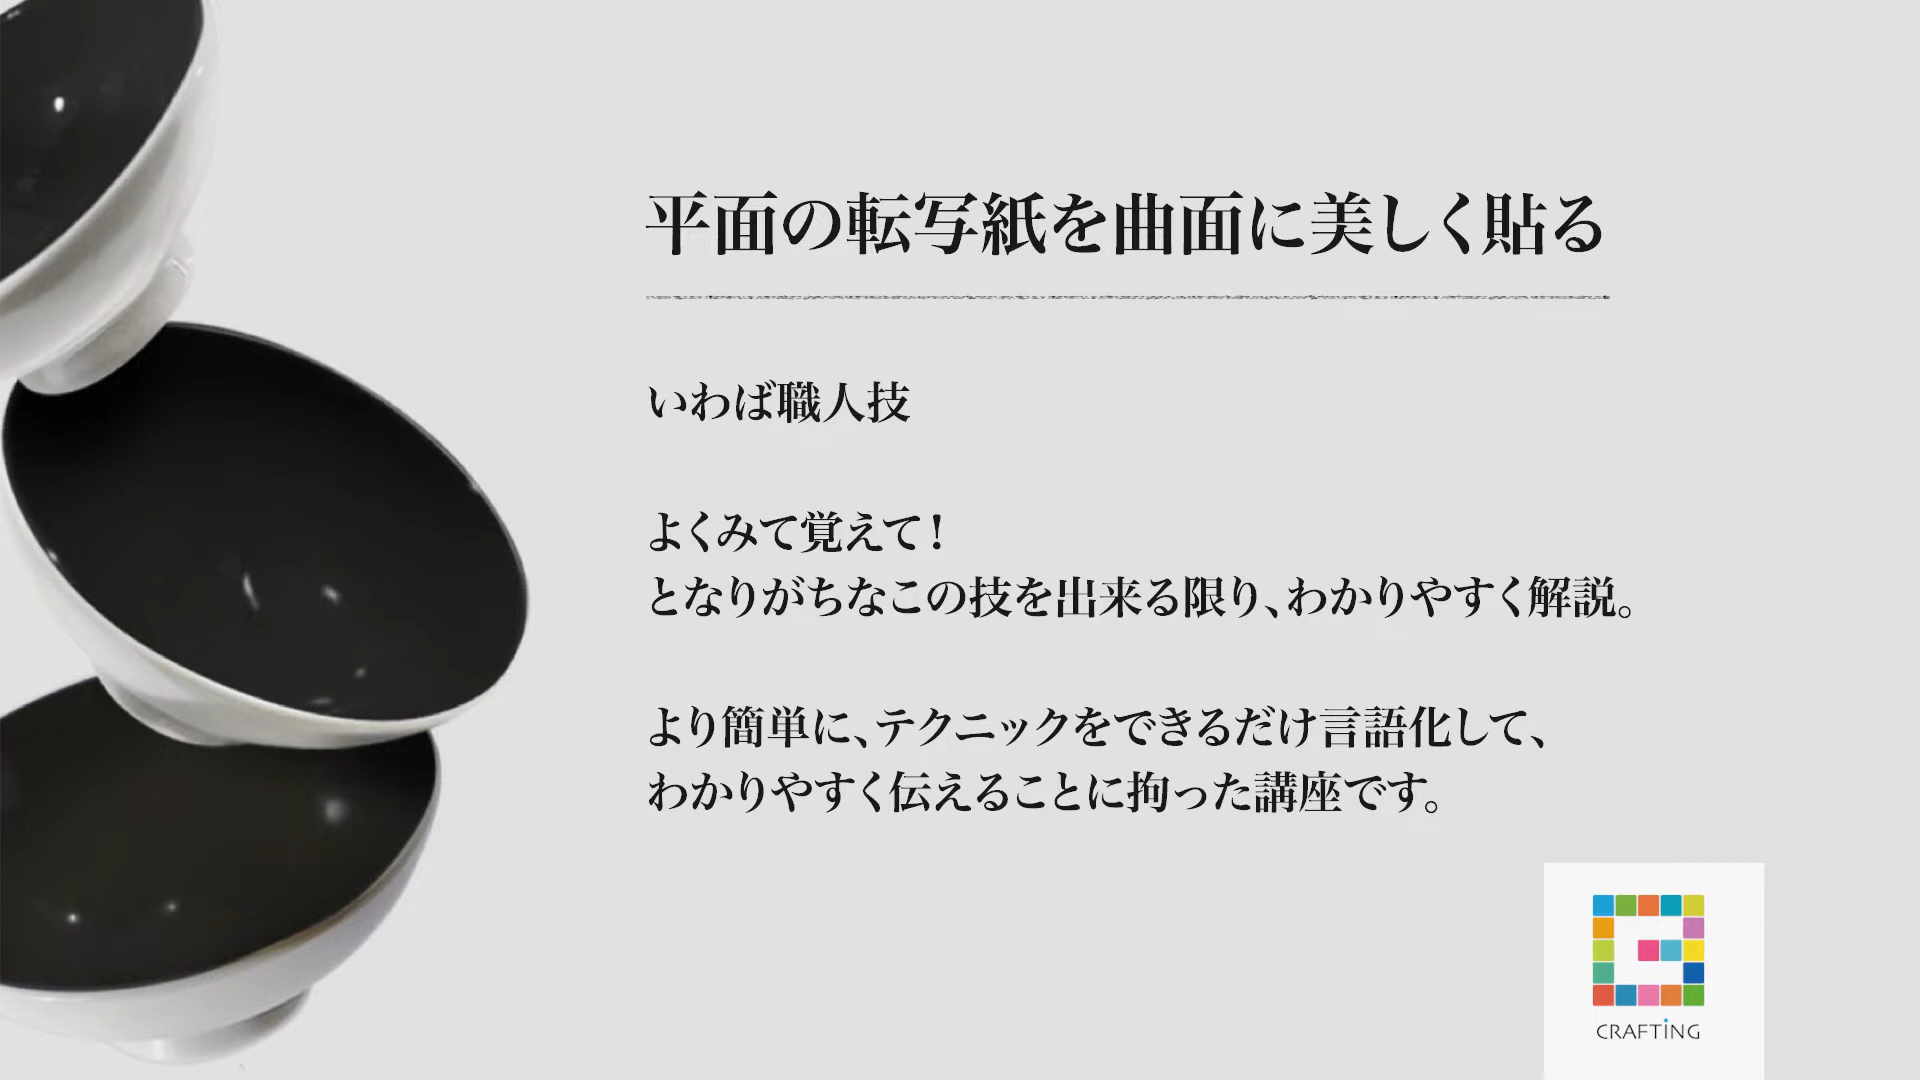 平面の転写紙を曲面に美しく貼る
いわば職人技
よくみて覚えて！
となりがちなこの技を出来る限り、わかりやすく解説。
より簡単に、テクニックをできるだけ言語化して、
わかりやすく伝えることに拘った講座です。
CRAFTiNG